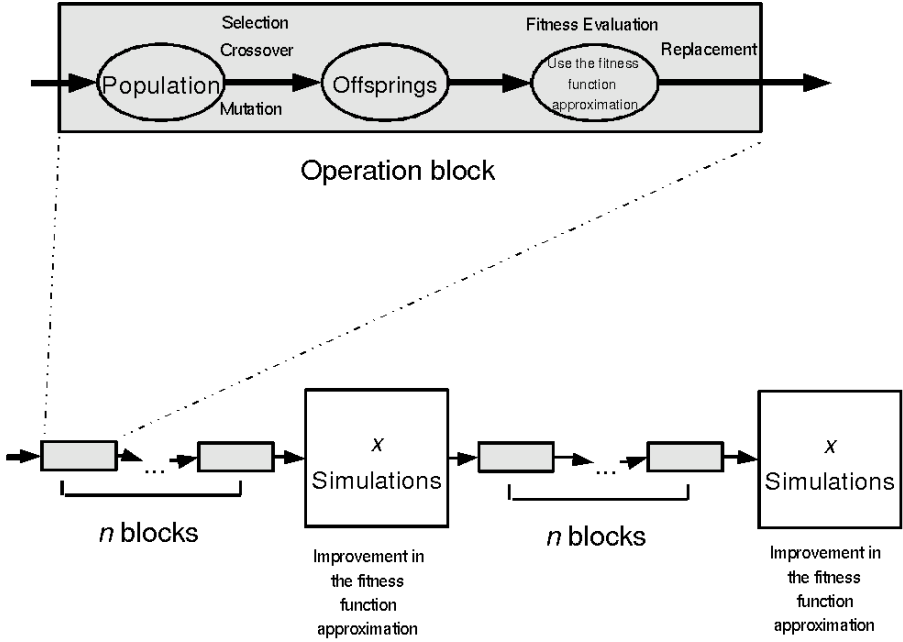 Selection
Crossover
Mutation
Fitness Evaluation
Replacement
Population
Offsprings
Use the fitness
function
approximation
Operation block
...
x
Simulations
...
x
Simulations
n blocks
n blocks
Improvement in
the fitness
function
approximation
Improvement in
the fitness
function
approximation